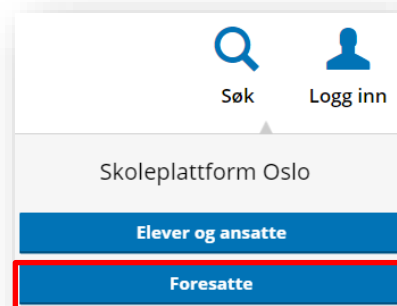 Søk Logg inn
Skoleplattform Oslo
Elever og ansatte
Foresatte